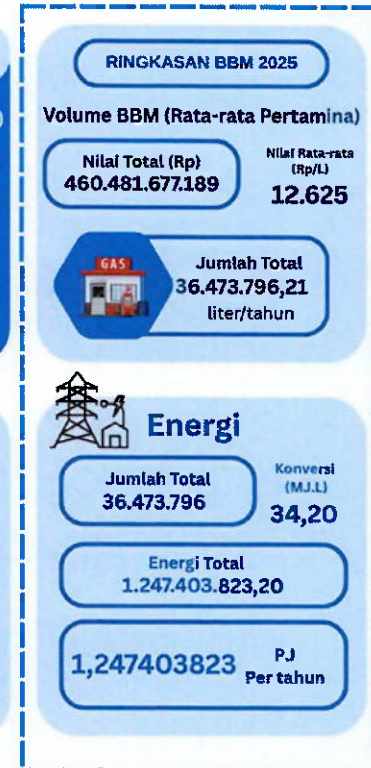 RINGKASAN BBM 2025
Volume BBM (Rata-rata Pertamina)
Nilai Total (Rp)
460.481.677.189
Nilai Rata-rata
(Rp/L)
12.625
GAS
Jumlah Total
36.473.796,21
liter/tahun
Energi
Jumlah Total
36.473.796
Konversi
(MJ.L)
34,20
Energi Total
1.247.403.823,20
1,247403823
PJ
Per tahun